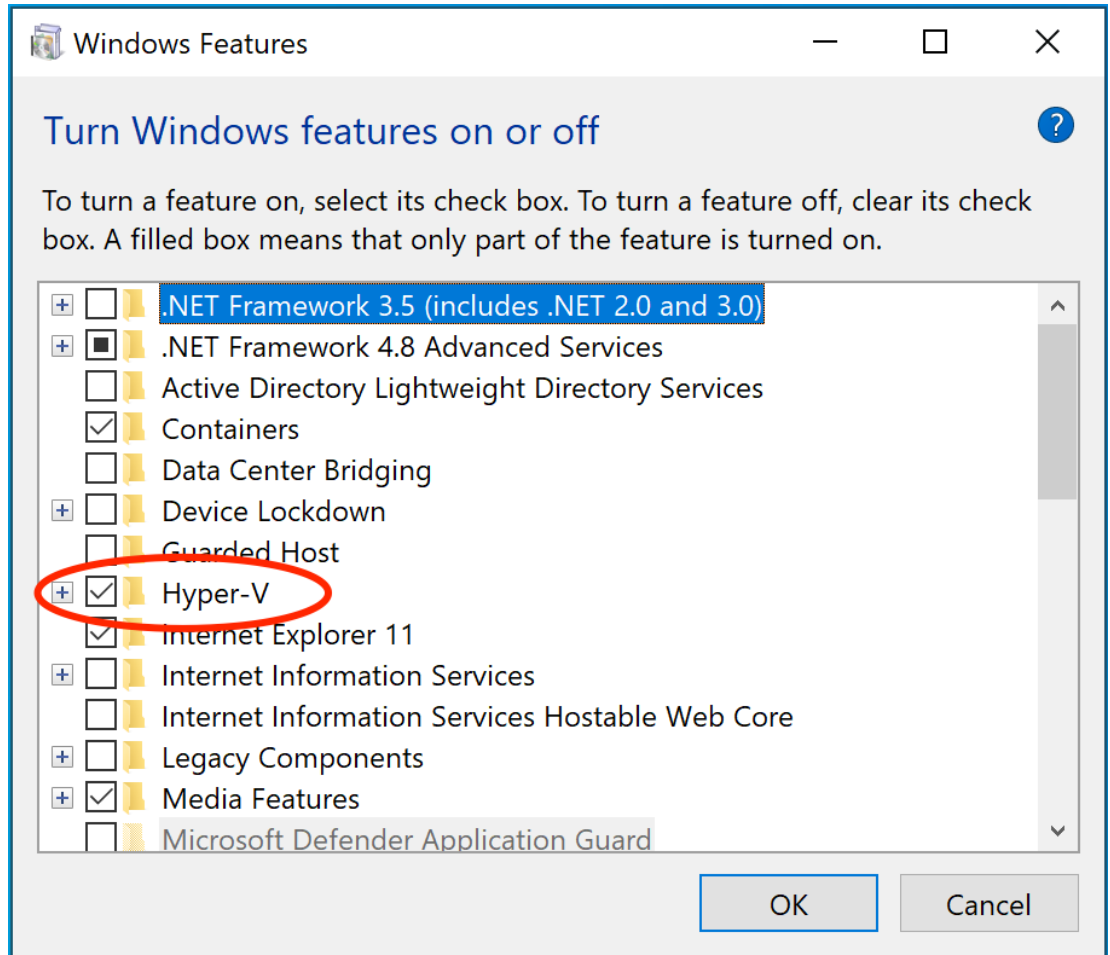 Windows Features
Turn Windows features on or off
?
To turn a feature on, select its check box. To turn a feature off, clear its check
box. A filled box means that only part of the feature is turned on.
.NET Framework 3.5 (includes .NET 2.0 and 3.0)
.NET Framework 4.8 Advanced Services
Active Directory Lightweight Directory Services
Containers
Data Center Bridging
Device Lockdown
Guarded Host
Hyper-V
Internet Explorer 11
Internet Information Services
Internet Information Services Hostable Web Core
Legacy Components
Media Features
Microsoft Defender Application Guard
OK
Cancel